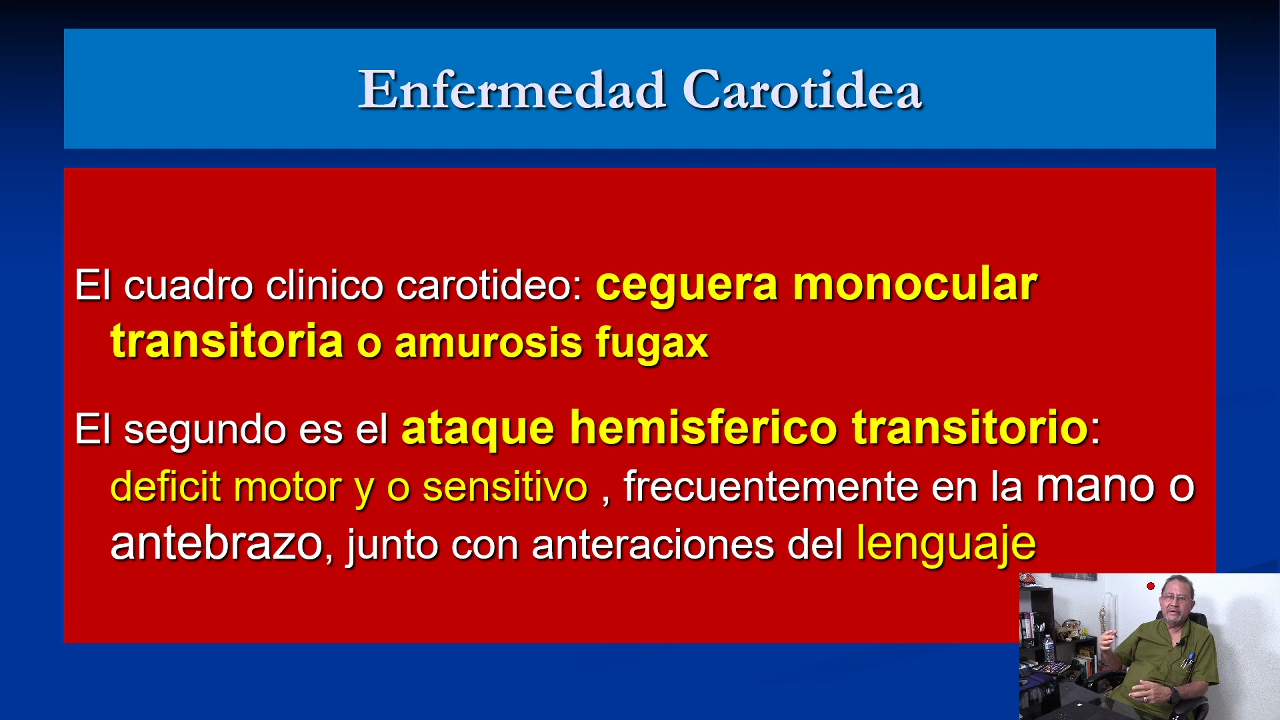 Enfermedad Carotidea
El cuadro clinico carotideo: ceguera monocular
transitoria o amurosis fugax
El segundo es el ataque hemisferico transitorio:
deficit motor y o sensitivo , frecuentemente en la mano o
antebrazo, junto con anteraciones del lenguaje